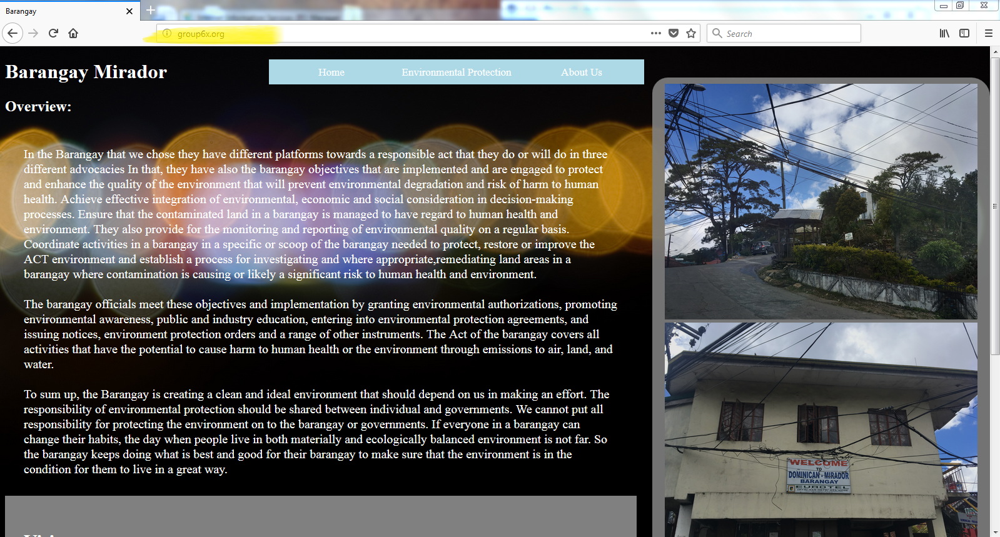 Barangay
group6x.org
Search
Barangay Mirador
Home
Environmental Protection
About Us
Overview:
In the Barangay that we chose they have different platforms towards a responsible act that they do or will do in three
different advocacies In that, they have also the barangay objectives that are implemented and are engaged to protect
and enhance the quality of the environment that will prevent environmental degradation and risk of harm to human
health. Achieve effective integration of environmental, economic and social consideration in decision-making
processes. Ensure that the contaminated land in a barangay is managed to have regard to human health and
environment. They also provide for the monitoring and reporting of environmental quality on a regular basis.
Coordinate activities in a barangay in a specific or scoop of the barangay needed to protect, restore or improve the
ACT environment and establish a process for investigating and where appropriate,remediating land areas in a
barangay where contamination is causing or likely a significant risk to human health and environment.
The barangay officials meet these objectives and implementation by granting environmental authorizations, promoting
environmental awareness, public and industry education, entering into environmental protection agreements, and
issuing notices, environment protection orders and a range of other instruments. The Act of the barangay covers all
activities that have the potential to cause harm to human health or the environment through emissions to air, land, and
water.
To sum up, the Barangay is creating a clean and ideal environment that should depend on us in making an effort. The
responsibility of environmental protection should be shared between individual and governments. We cannot put all
responsibility for protecting the environment on to the barangay or governments. If everyone in a barangay can
change their habits, the day when people live in both materially and ecologically balanced environment is not far. So
the barangay keeps doing what is best and good for their barangay to make sure that the environment is in the
condition for them to live in a great way.
WELCOME
TO
DOMINICAN - MIRADOR
BARANGAY
EUROTEL